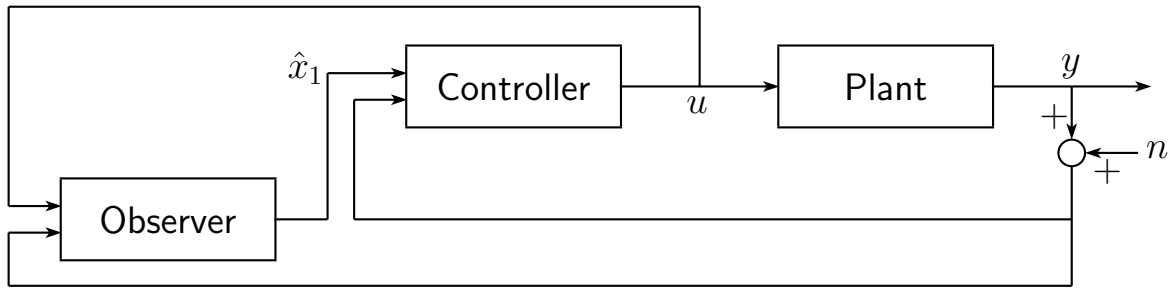 y
x̂₁
Controller
Plant
u
+
n
+
Observer